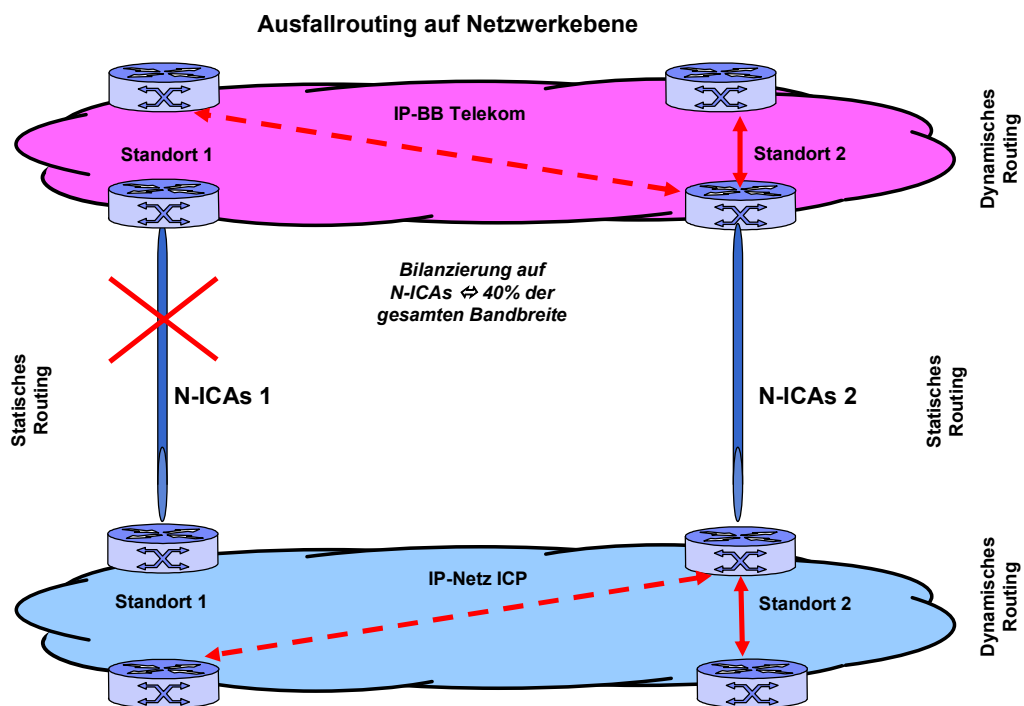 Ausfallrouting auf Netzwerkebene
IP-BB Telekom
Standort 1
Standort 2
Dynamisches
Routing
Bilanzierung auf
N-ICAs ⇔ 40% der
gesamten Bandbreite
Statisches
Routing
N-ICAs 1
N-ICAs 2
Statisches
Routing
IP-Netz ICP
Standort 1
Standort 2
Dynamisches
Routing